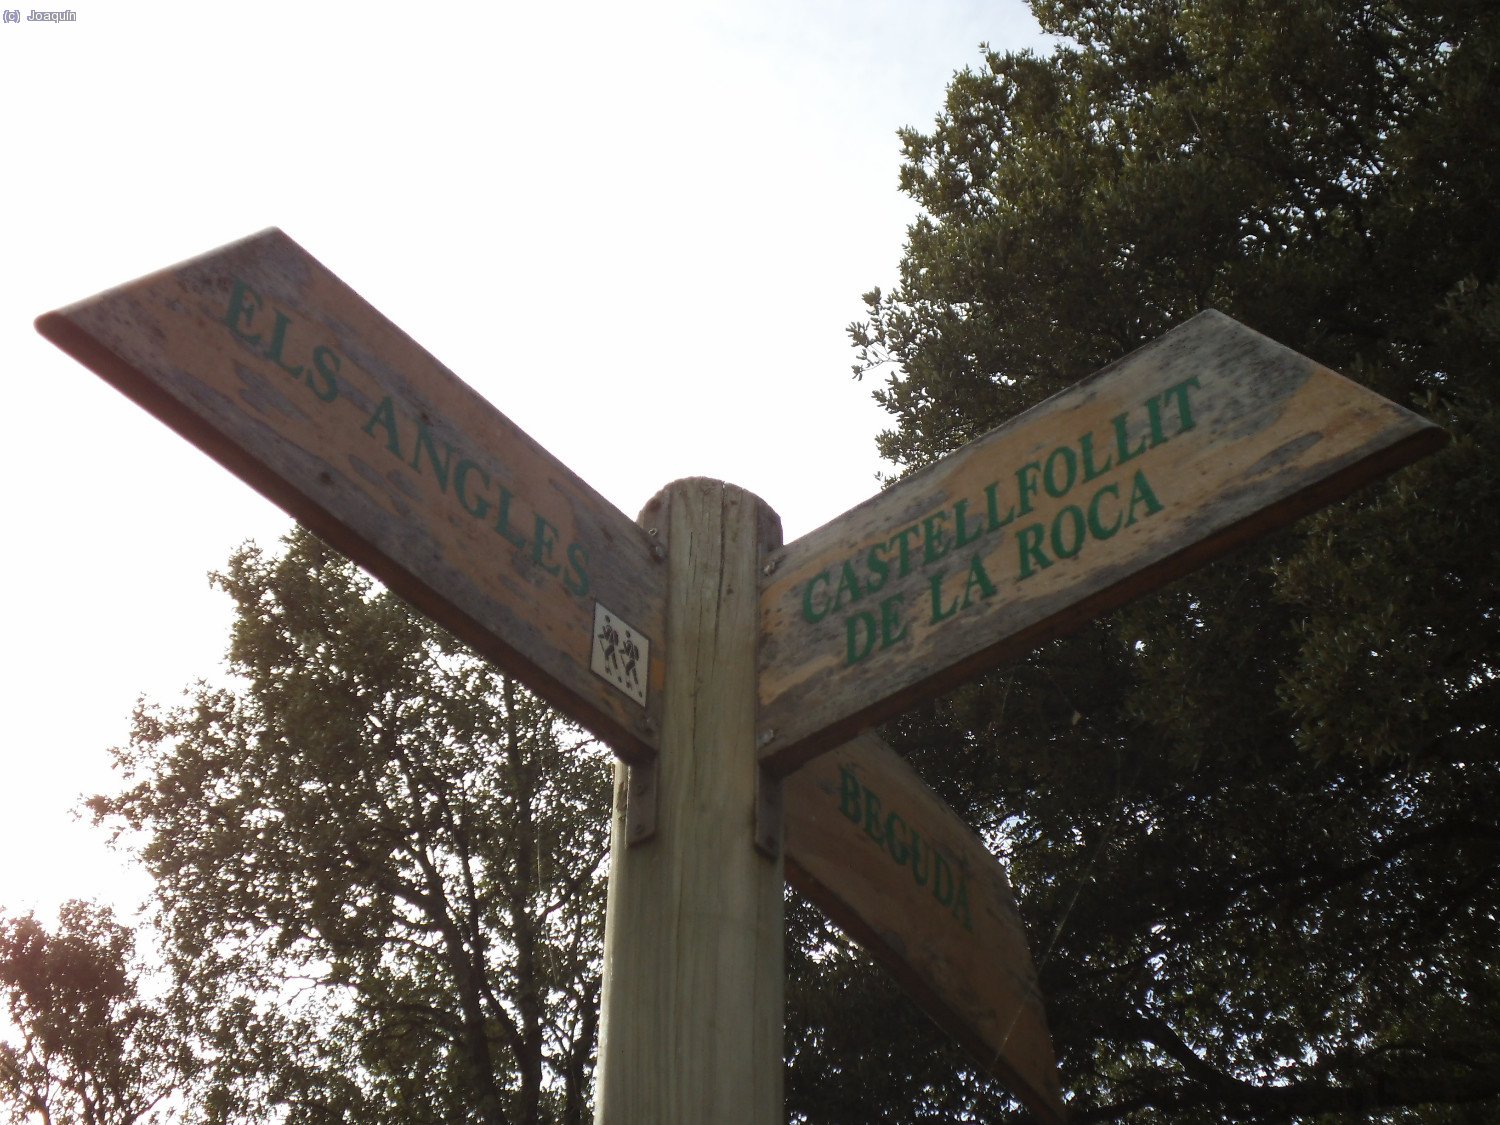 (c) Joaquín
ELS ANGLES
CASTELLFOLLIT
DE LA ROCA
BEGUDÀ